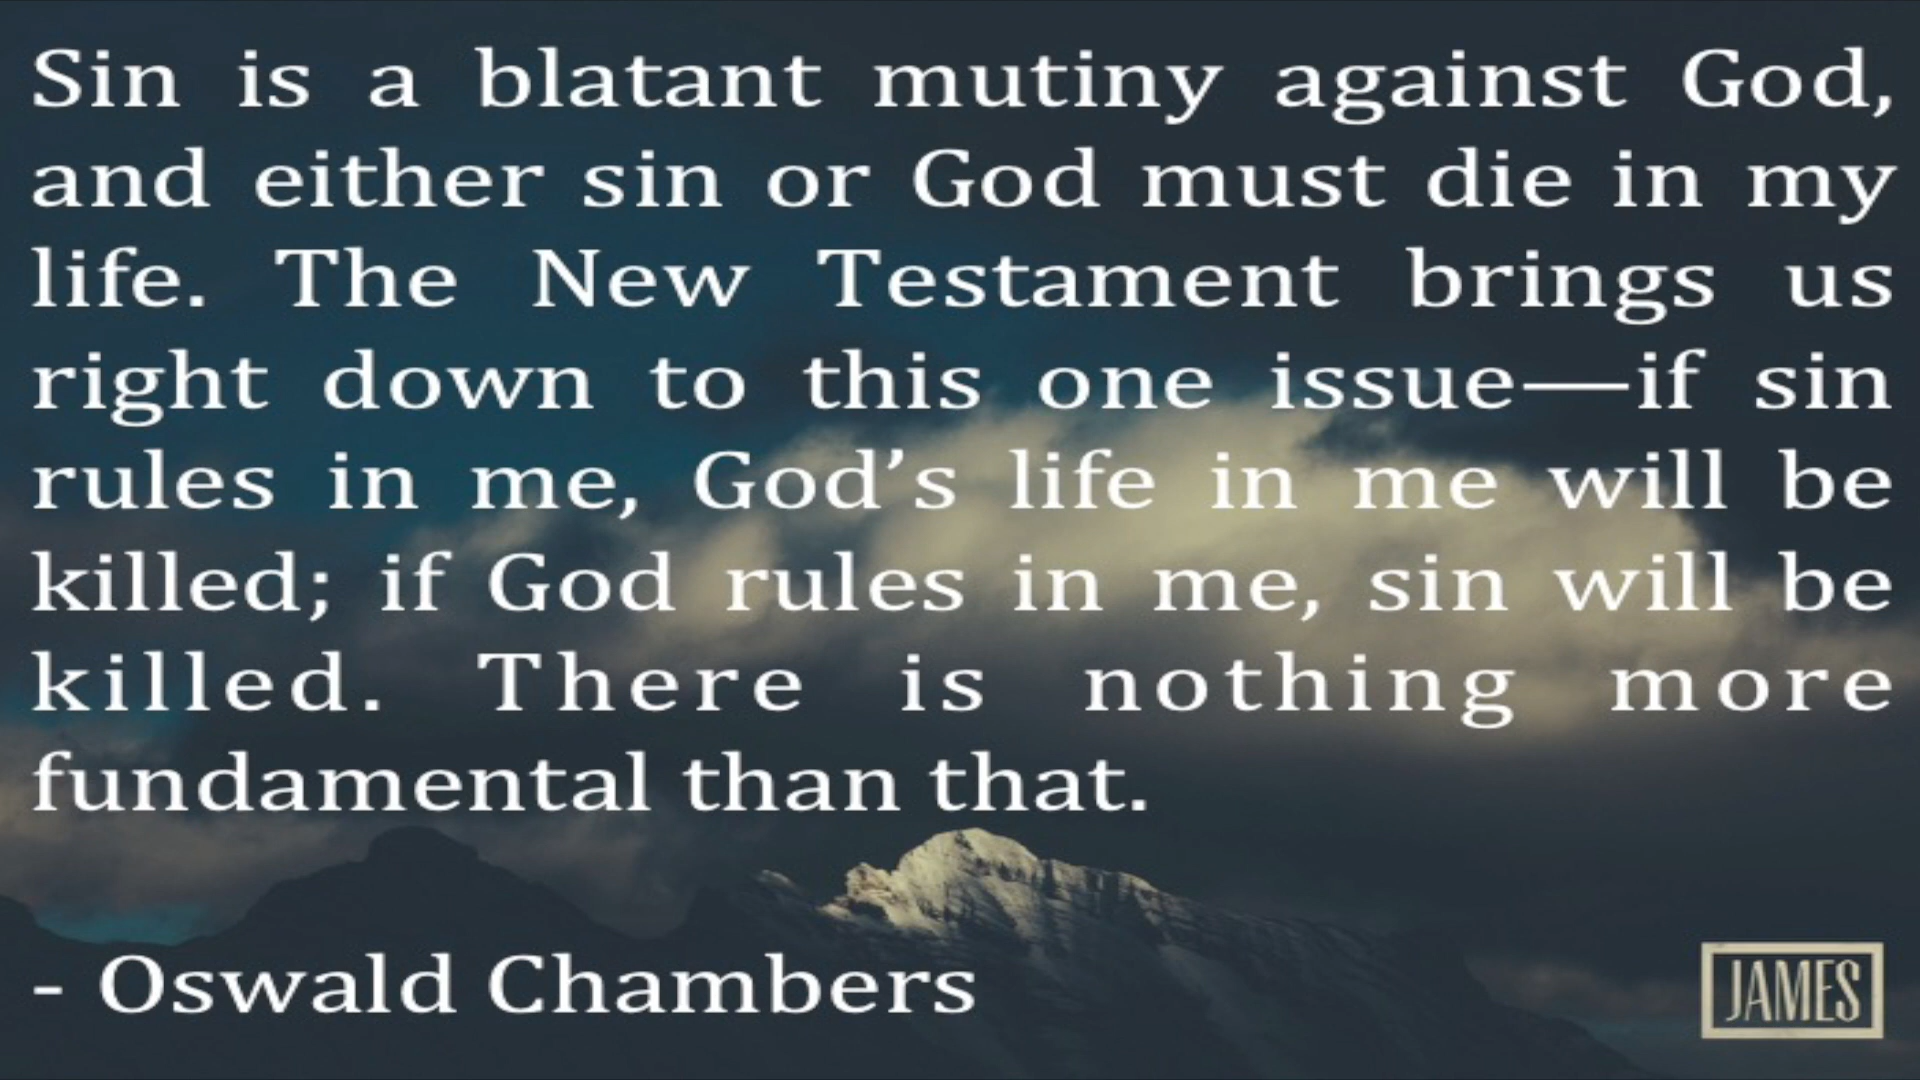 Sin is a blatant mutiny against God,
and either sin or God must die in my
life. The New Testament brings us
right down to this one issue—if sin
rules in me, God’s life in me will be
killed; if God rules in me, sin will be
killed. There is nothing more
fundamental than that.
- Oswald Chambers
JAMES